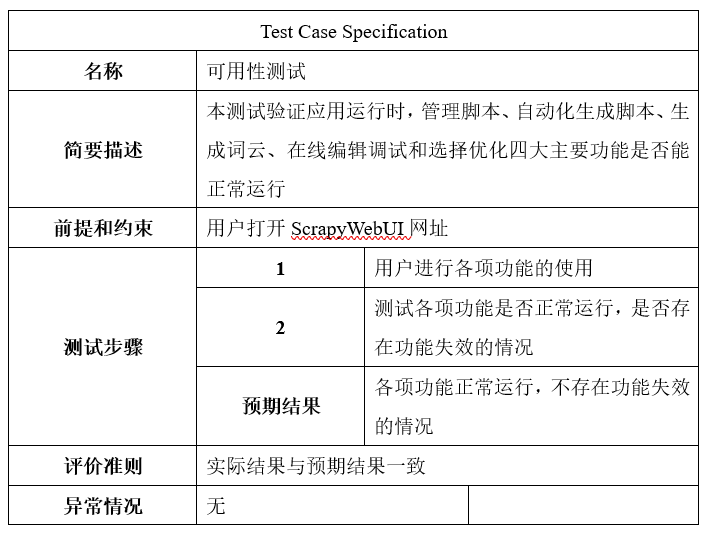 Test Case Specification
名称
可用性测试
简要描述
本测试验证应用运行时，管理脚本、自动化生成脚本、生
成词云、在线编辑调试和选择优化四大主要功能是否能
正常运行
前提和约束
用户打开 ScrapyWebUI 网址
测试步骤
1
用户进行各项功能的使用
2
测试各项功能是否正常运行，是否存
在功能失效的情况
预期结果
各项功能正常运行，不存在功能失效
的情况
评价准则
实际结果与预期结果一致
异常情况
无